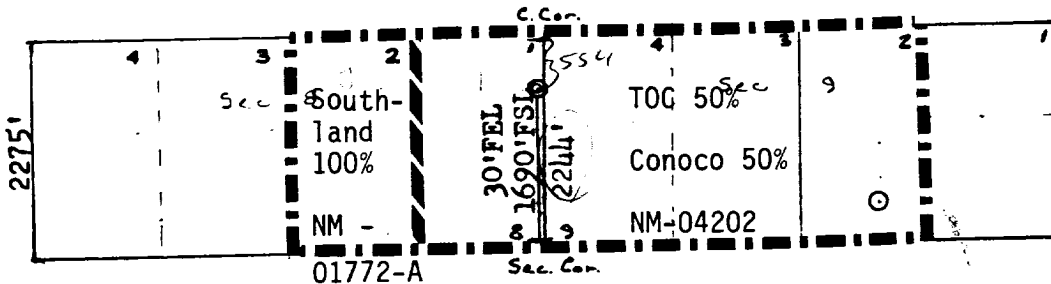 C. Cor.
4 3 2 1 4 3 2 1
554
Sec 8
South-
land
100%
NM -
01772-A
2275'
30'FEL
1690'FSL
2244'
TOG 50%
Sec 9
Conoco 50%
NM-04202
8 9
Sec. Cor.